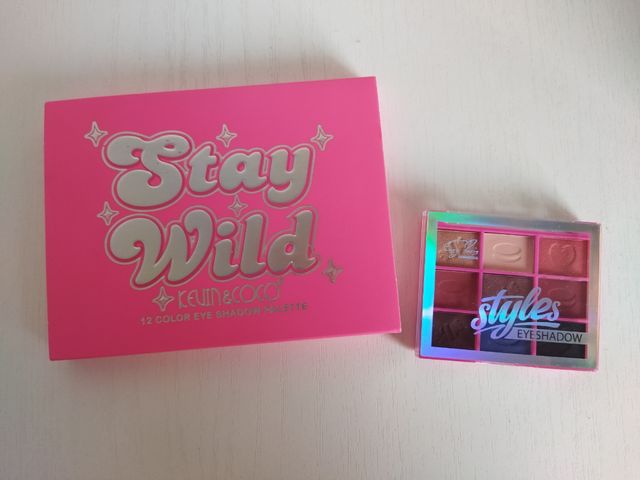 Stay
Wild
KEVIN&COCO
12 COLOR EYE SHADOW PALETTE
styles
EYESHADOW